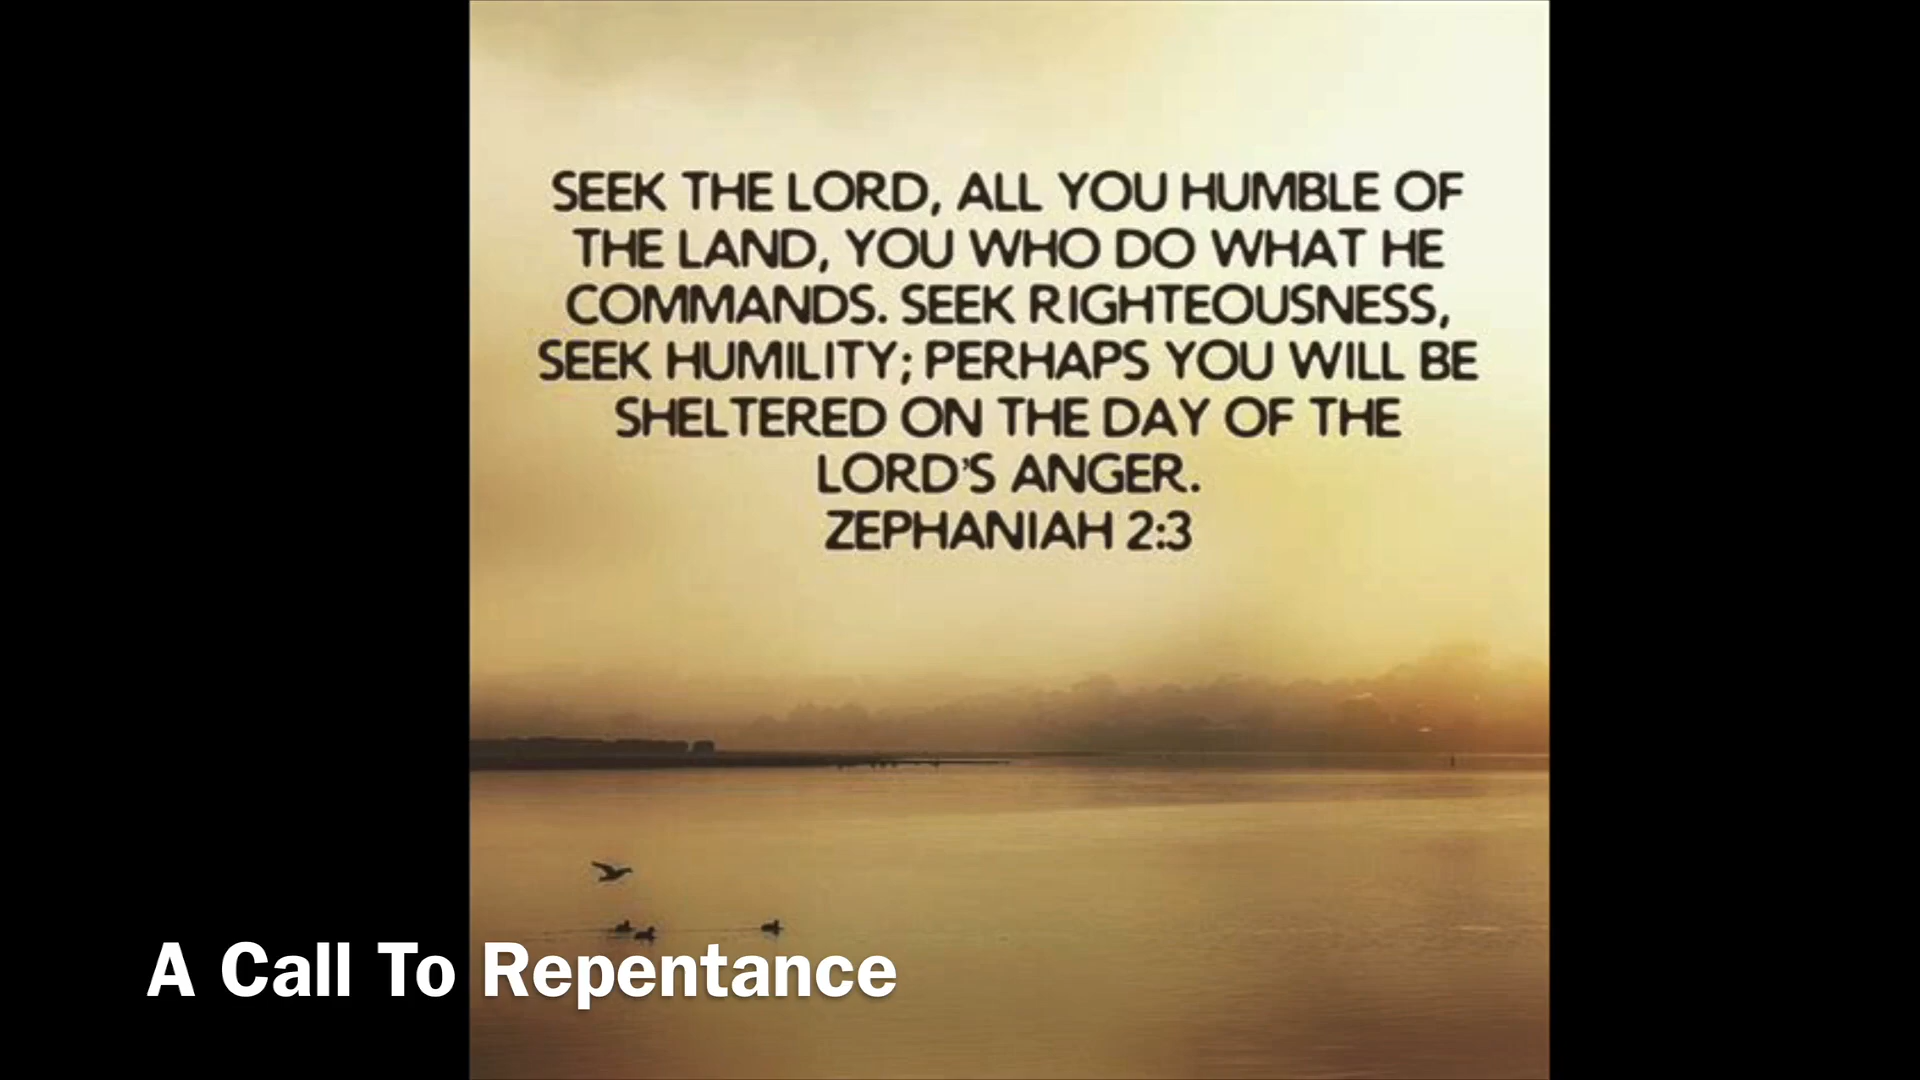 SEEK THE LORD, ALL YOU HUMBLE OF
THE LAND, YOU WHO DO WHAT HE
COMMANDS. SEEK RIGHTEOUSNESS,
SEEK HUMILITY; PERHAPS YOU WILL BE
SHELTERED ON THE DAY OF THE
LORD'S ANGER.
ZEPHANIAH 2:3
A Call To Repentance